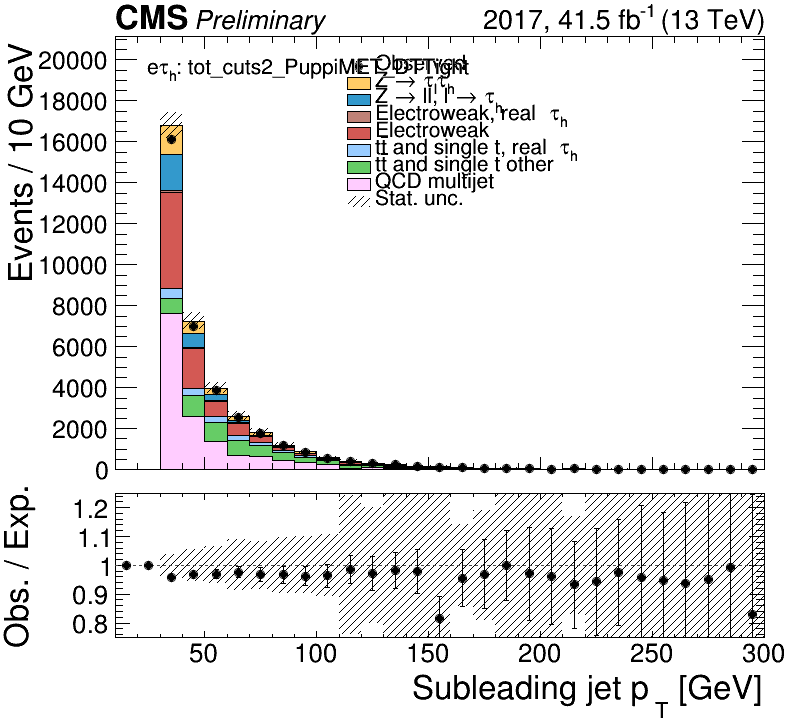 CMS Preliminary 2017, 41.5 fb⁻¹ (13 TeV)
Events / 10 GeV
20000
18000
16000
14000
12000
10000
8000
6000
4000
2000
0
eτh: tot_cuts2_PuppiMET_DTTight
Observed
Z → τlτh
Z → ll, l → τh
Electroweak, real τh
Electroweak
tt̄ and single t, real τh
tt̄ and single t other
QCD multijet
Stat. unc.
Obs. / Exp.
1.2
1.1
1
0.9
0.8
50 100 150 200 250 300
Subleading jet pT [GeV]